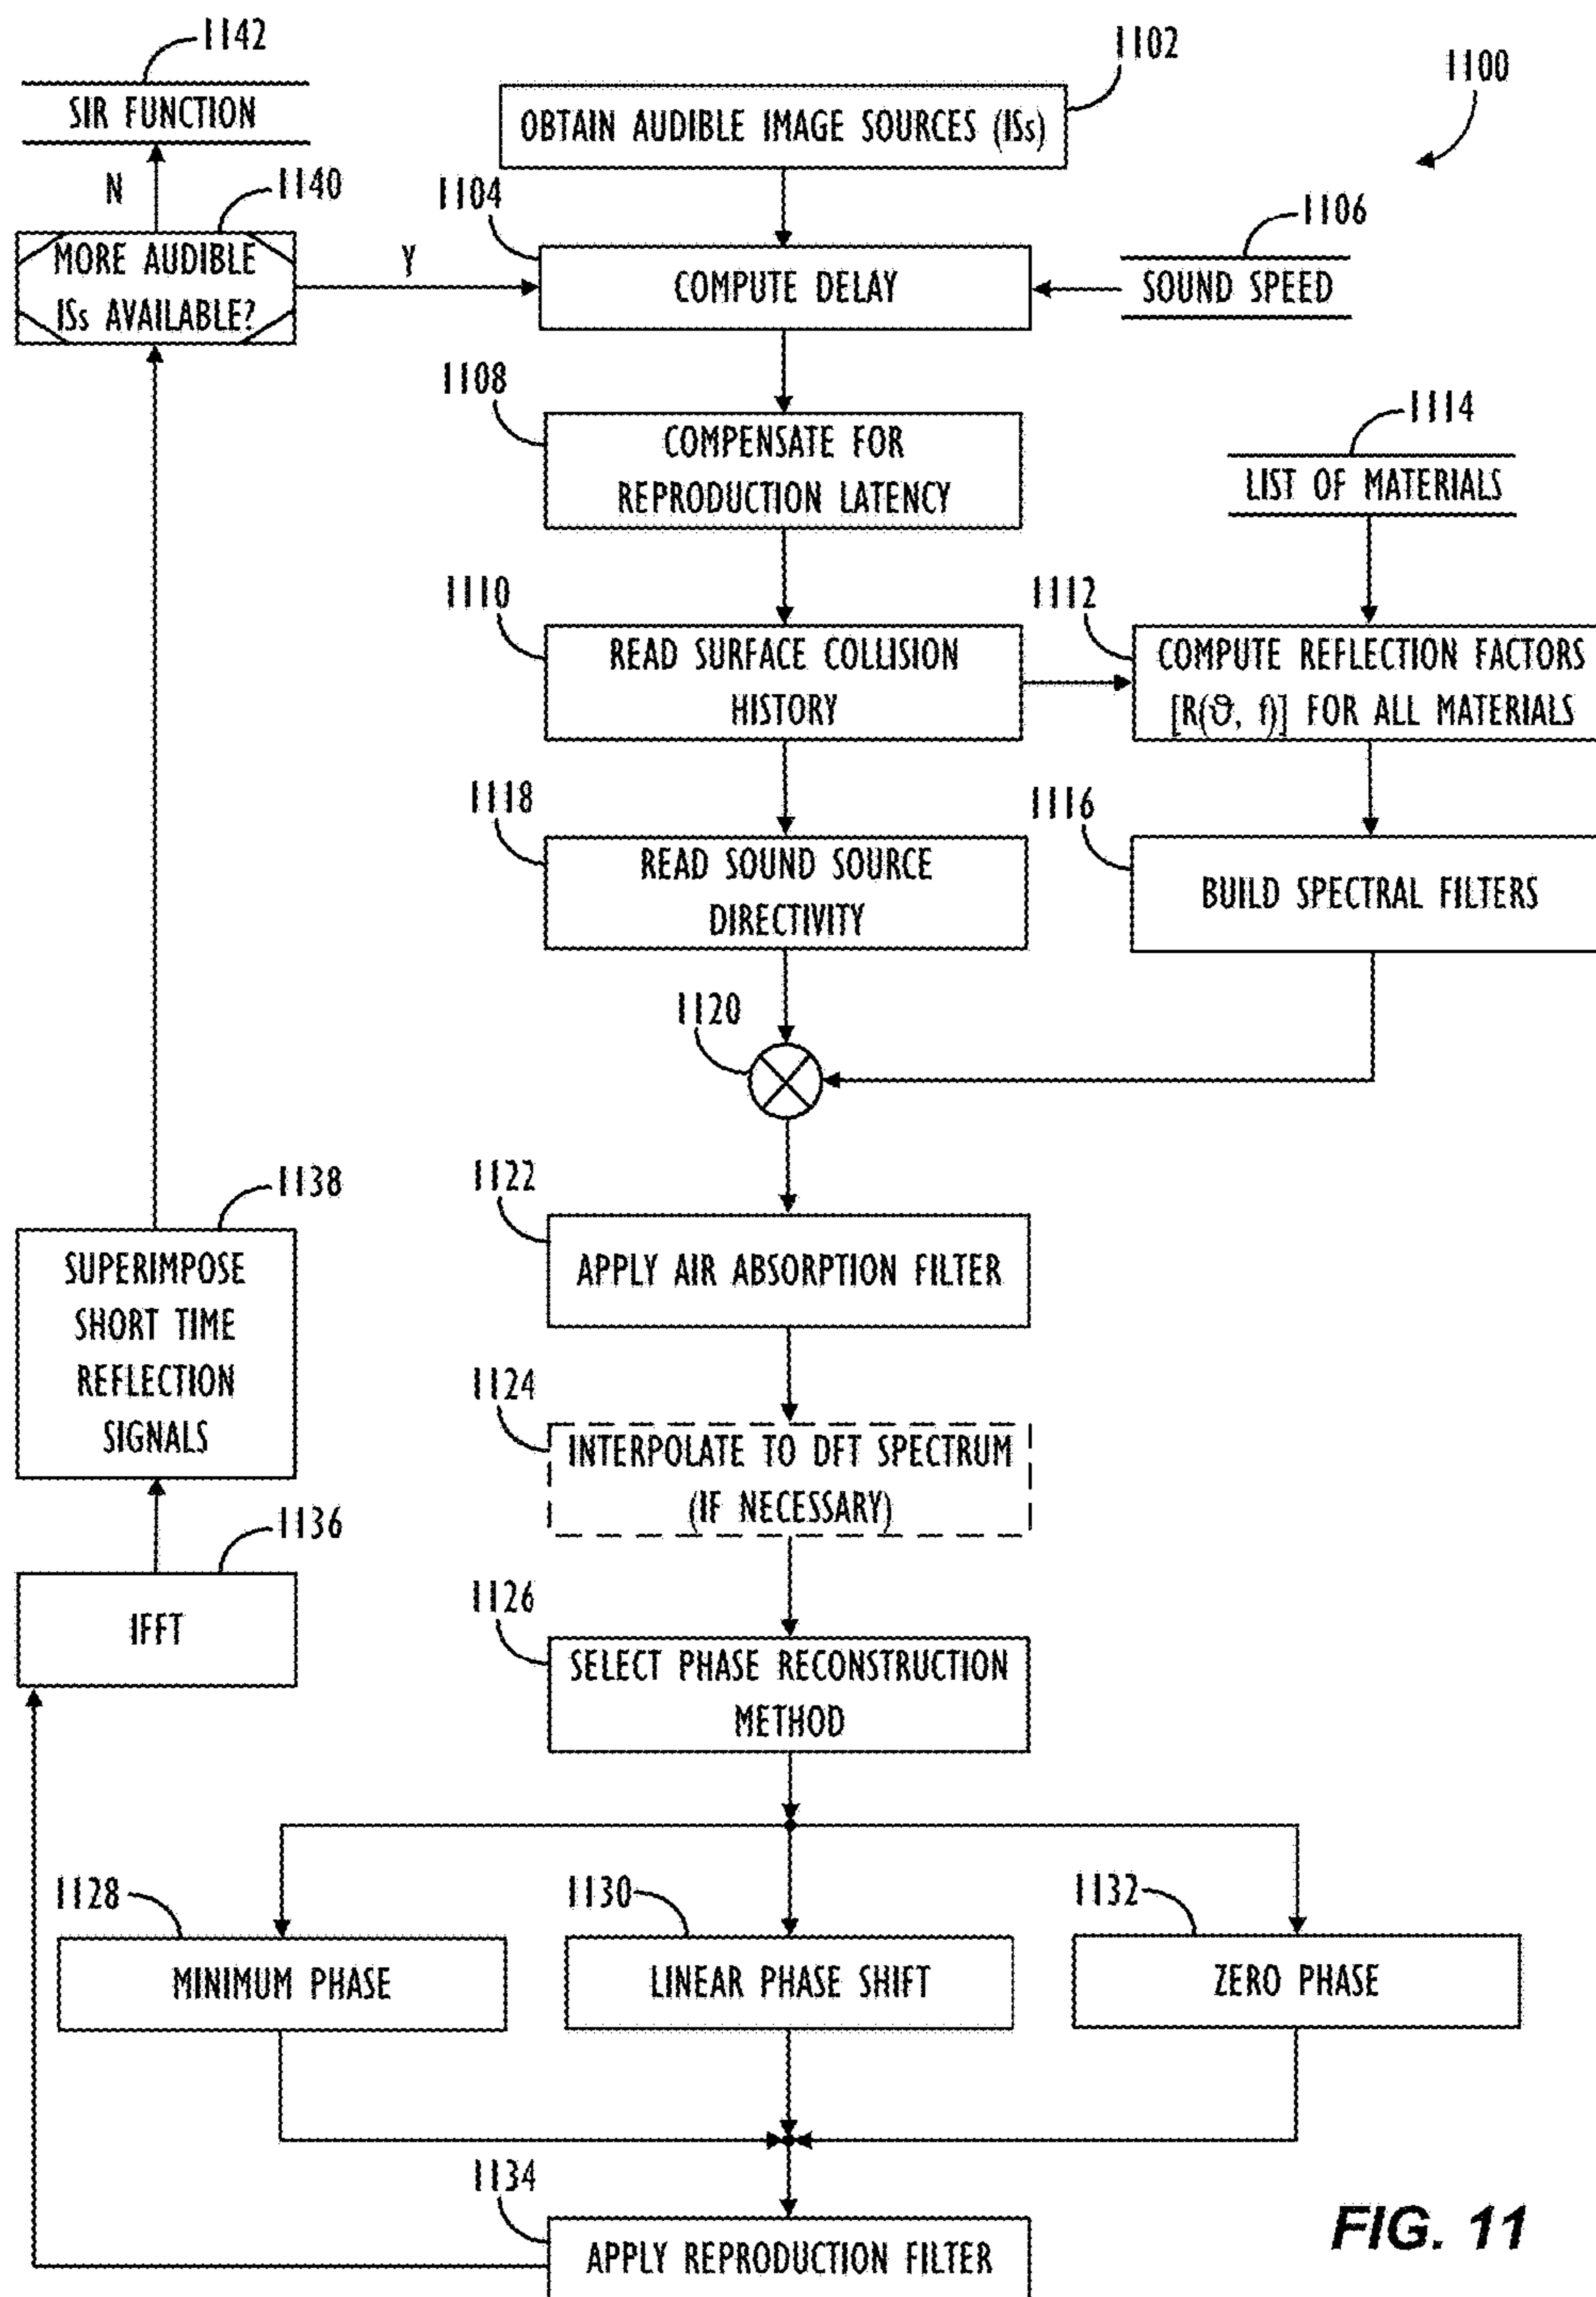 1142
SIR FUNCTION
N
1140
MORE AUDIBLE
ISs AVAILABLE?
Y
1102
OBTAIN AUDIBLE IMAGE SOURCES (ISs)
1100
1104
COMPUTE DELAY
1106
SOUND SPEED
1108
COMPENSATE FOR
REPRODUCTION LATENCY
1114
LIST OF MATERIALS
1110
READ SURFACE COLLISION
HISTORY
1112
COMPUTE REFLECTION FACTORS
[R(ϑ, f)] FOR ALL MATERIALS
1118
READ SOUND SOURCE
DIRECTIVITY
1116
BUILD SPECTRAL FILTERS
1120
1122
APPLY AIR ABSORPTION FILTER
1138
SUPERIMPOSE
SHORT TIME
REFLECTION
SIGNALS
1124
INTERPOLATE TO DFT SPECTRUM
(IF NECESSARY)
1136
IFFT
1126
SELECT PHASE RECONSTRUCTION
METHOD
1128
MINIMUM PHASE
1130
LINEAR PHASE SHIFT
1132
ZERO PHASE
1134
APPLY REPRODUCTION FILTER
FIG. 11